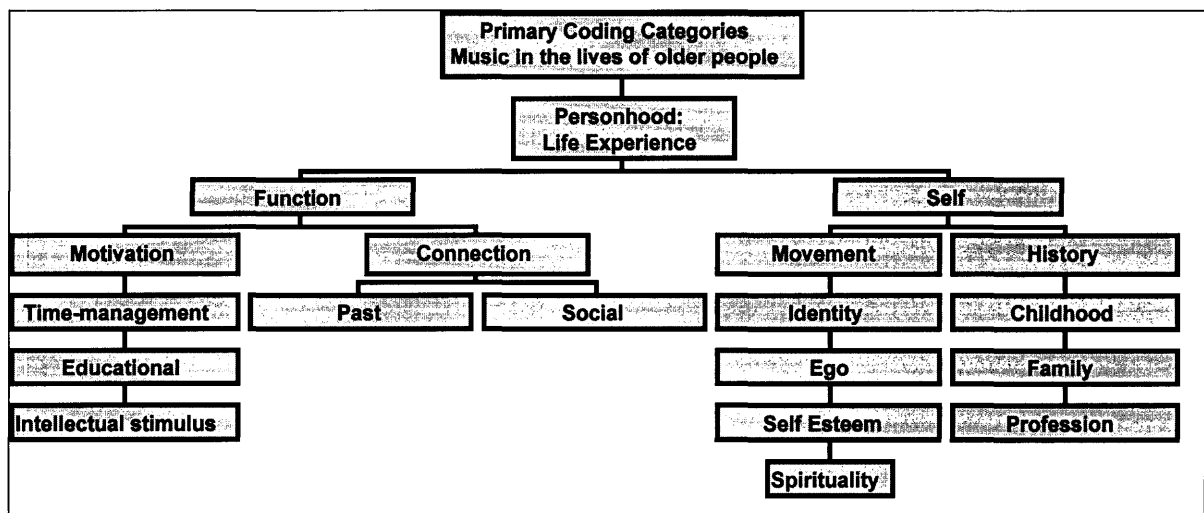 Primary Coding Categories
Music in the lives of older people
Personhood:
Life Experience
Function
Self
Motivation
Connection
Movement
History
Time-management
Past
Social
Identity
Childhood
Educational
Ego
Family
Intellectual stimulus
Self Esteem
Profession
Spirituality